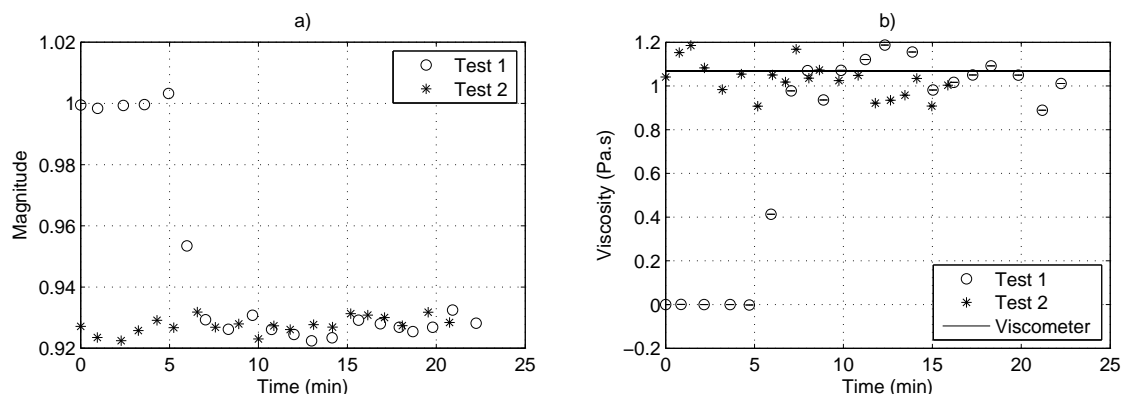 a)
1.02
1
0.98
0.96
0.94
0.92
Magnitude
0
5
10
15
20
25
Time (min)
Test 1
Test 2
b)
1.2
1
0.8
0.6
0.4
0.2
0
−0.2
Viscosity (Pa.s)
0
5
10
15
20
25
Time (min)
Test 1
Test 2
Viscometer